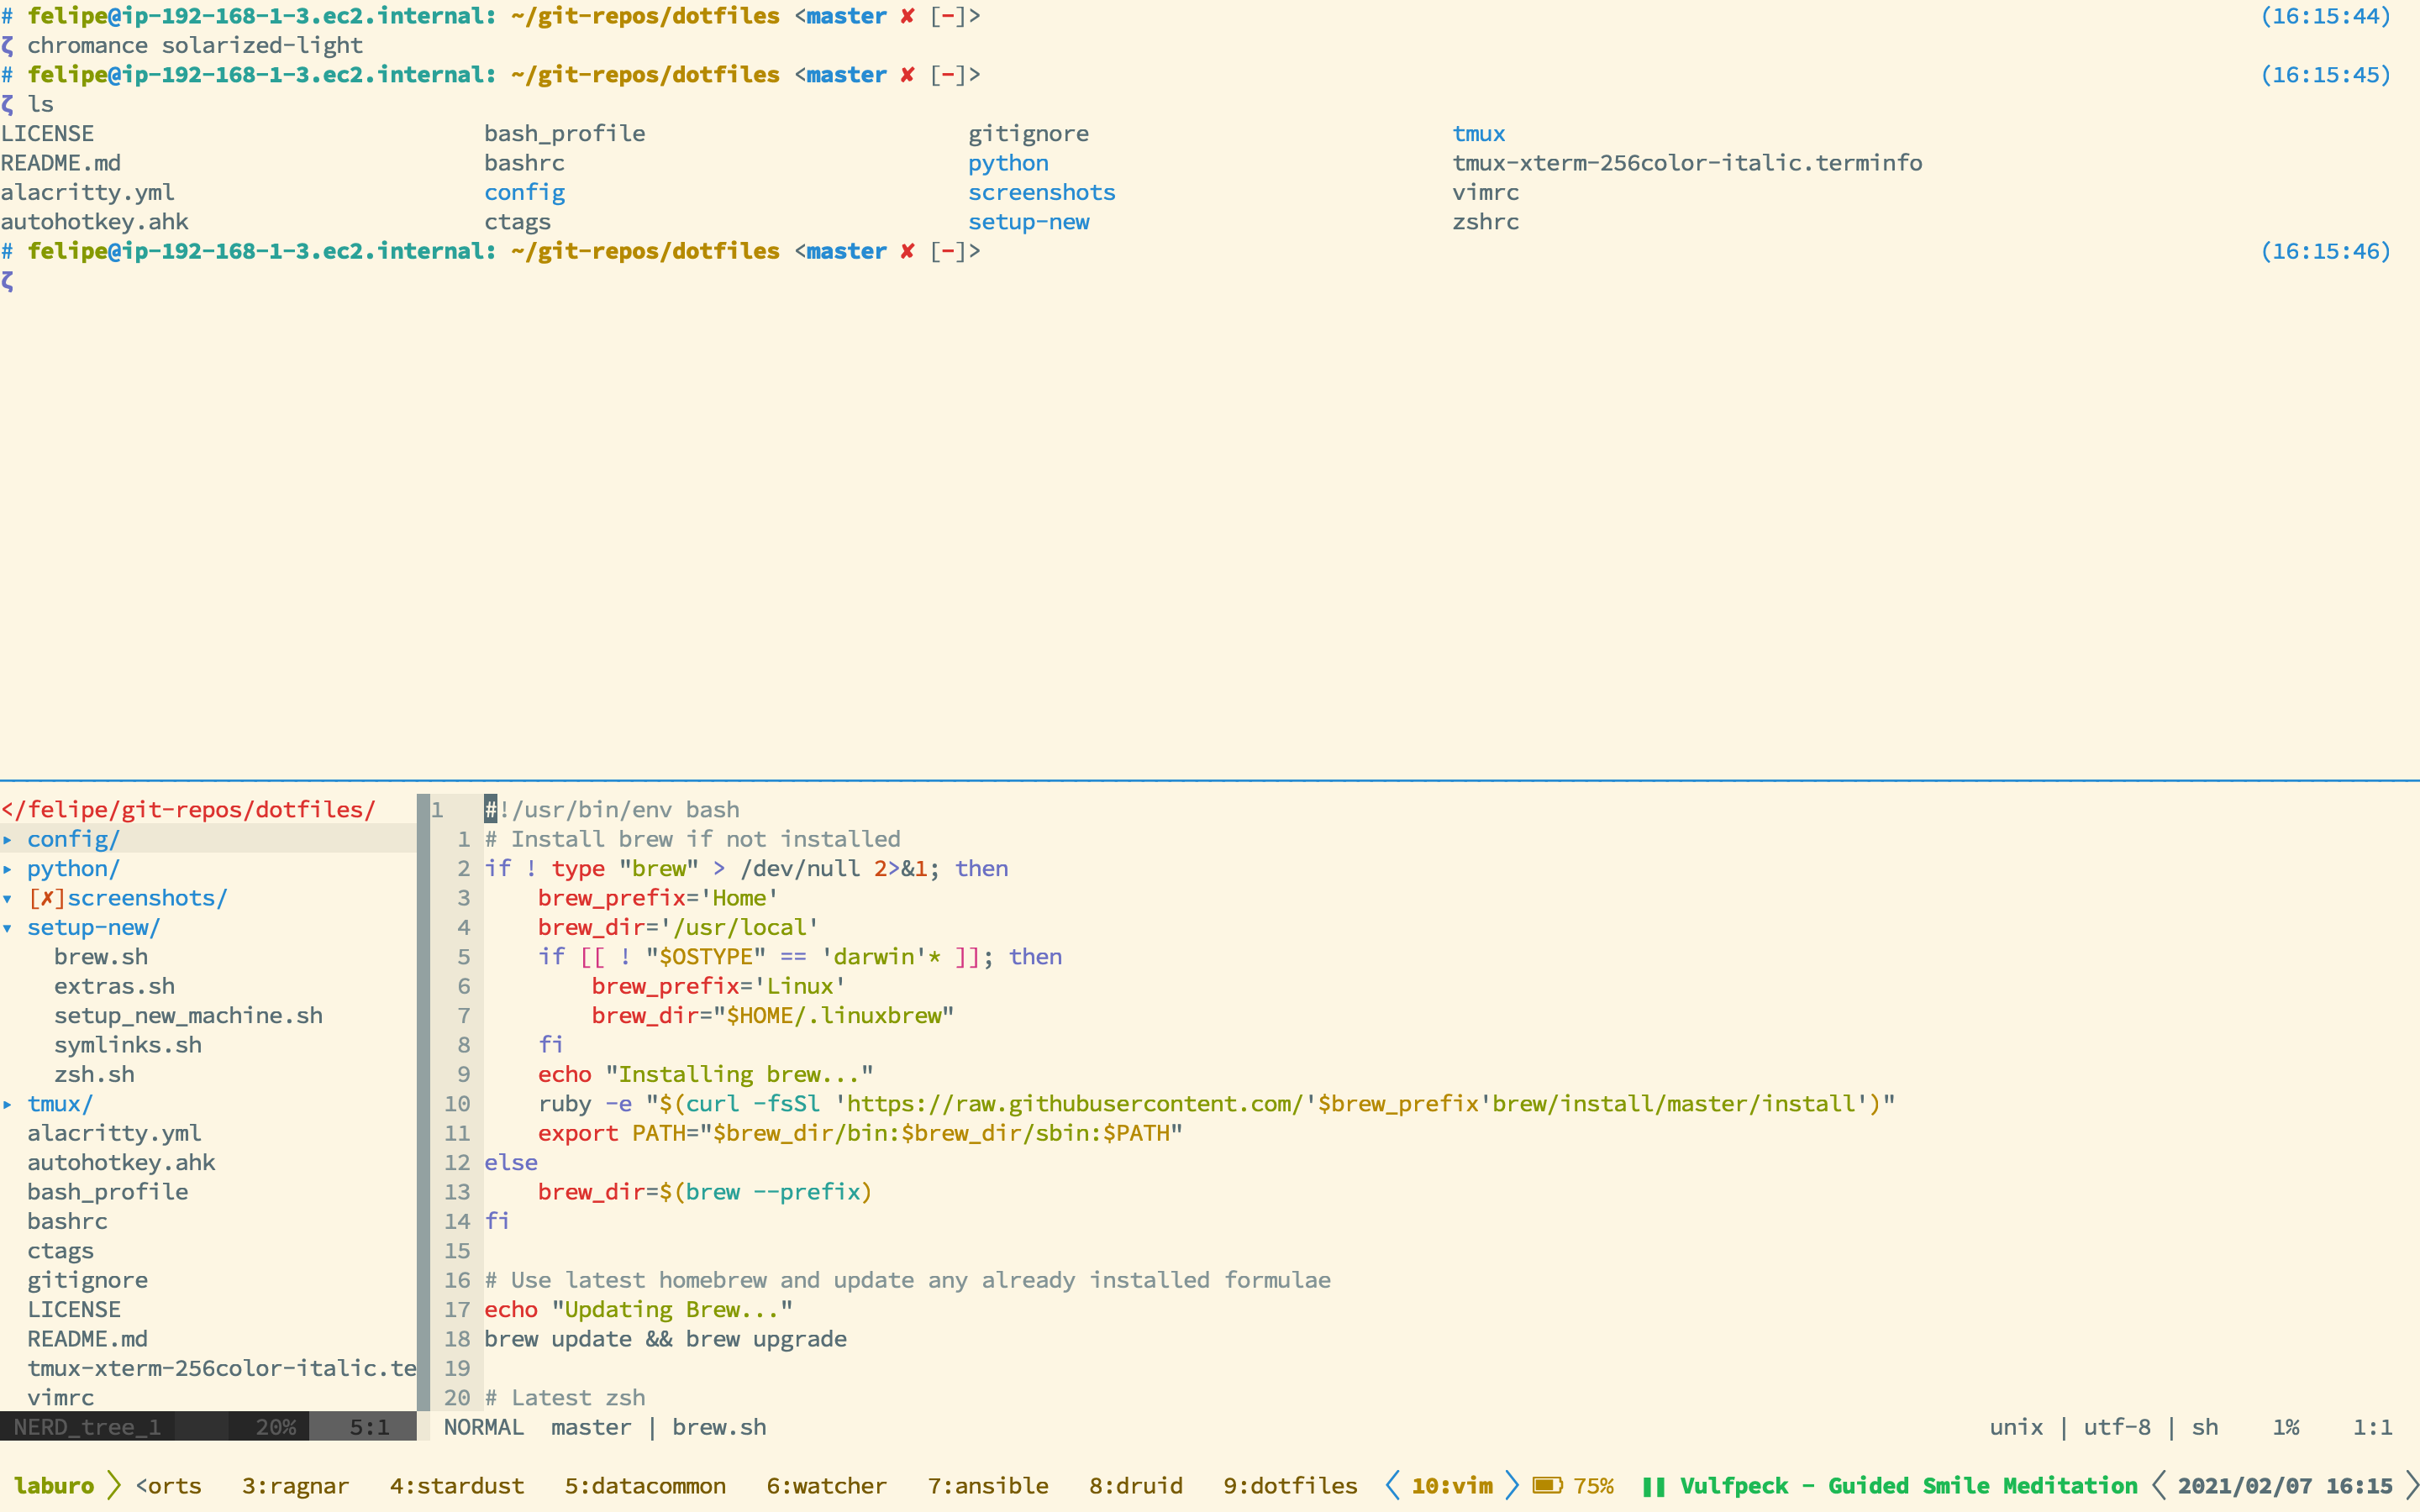 # felipe@ip-192-168-1-3.ec2.internal: ~/git-repos/dotfiles <master ✘ [-]> (16:15:44)
ζ chromance solarized-light
# felipe@ip-192-168-1-3.ec2.internal: ~/git-repos/dotfiles <master ✘ [-]> (16:15:45)
ζ ls
LICENSE bash_profile gitignore tmux
README.md bashrc python tmux-xterm-256color-italic.terminfo
alacritty.yml config screenshots vimrc
autohotkey.ahk ctags setup-new zshrc
# felipe@ip-192-168-1-3.ec2.internal: ~/git-repos/dotfiles <master ✘ [-]> (16:15:46)
ζ
</felipe/git-repos/dotfiles/
▸ config/
▸ python/
▾ [✗]screenshots/
▾ setup-new/
brew.sh
extras.sh
setup_new_machine.sh
symlinks.sh
zsh.sh
▸ tmux/
alacritty.yml
autohotkey.ahk
bash_profile
bashrc
ctags
gitignore
LICENSE
README.md
tmux-xterm-256color-italic.te
vimrc
NERD_tree_1 20% 5:1
1 #!/usr/bin/env bash
1 # Install brew if not installed
2 if ! type "brew" > /dev/null 2>&1; then
3     brew_prefix='Home'
4     brew_dir='/usr/local'
5     if [[ ! "$OSTYPE" == 'darwin'* ]]; then
6         brew_prefix='Linux'
7         brew_dir="$HOME/.linuxbrew"
8     fi
9     echo "Installing brew..."
10     ruby -e "$(curl -fsSl 'https://raw.githubusercontent.com/'$brew_prefix'brew/install/master/install')"
11     export PATH="$brew_dir/bin:$brew_dir/sbin:$PATH"
12 else
13     brew_dir=$(brew --prefix)
14 fi
15
16 # Use latest homebrew and update any already installed formulae
17 echo "Updating Brew..."
18 brew update && brew upgrade
19
20 # Latest zsh
NORMAL master | brew.sh unix | utf-8 | sh 1% 1:1
laburo <orts 3:ragnar 4:stardust 5:datacommon 6:watcher 7:ansible 8:druid 9:dotfiles 10:vim 75% Vulfpeck - Guided Smile Meditation 2021/02/07 16:15